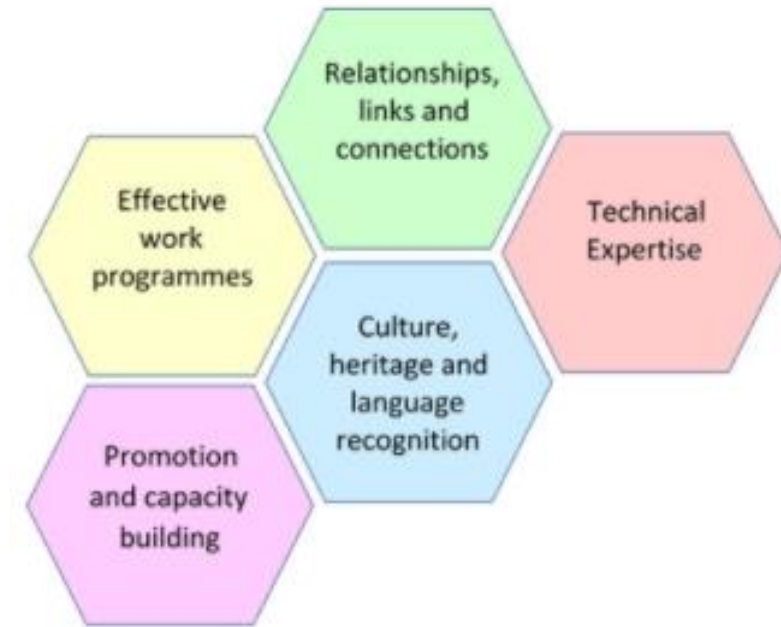 Relationships,
links and
connections
Effective
work
programmes
Technical
Expertise
Culture,
heritage and
language
recognition
Promotion
and capacity
building